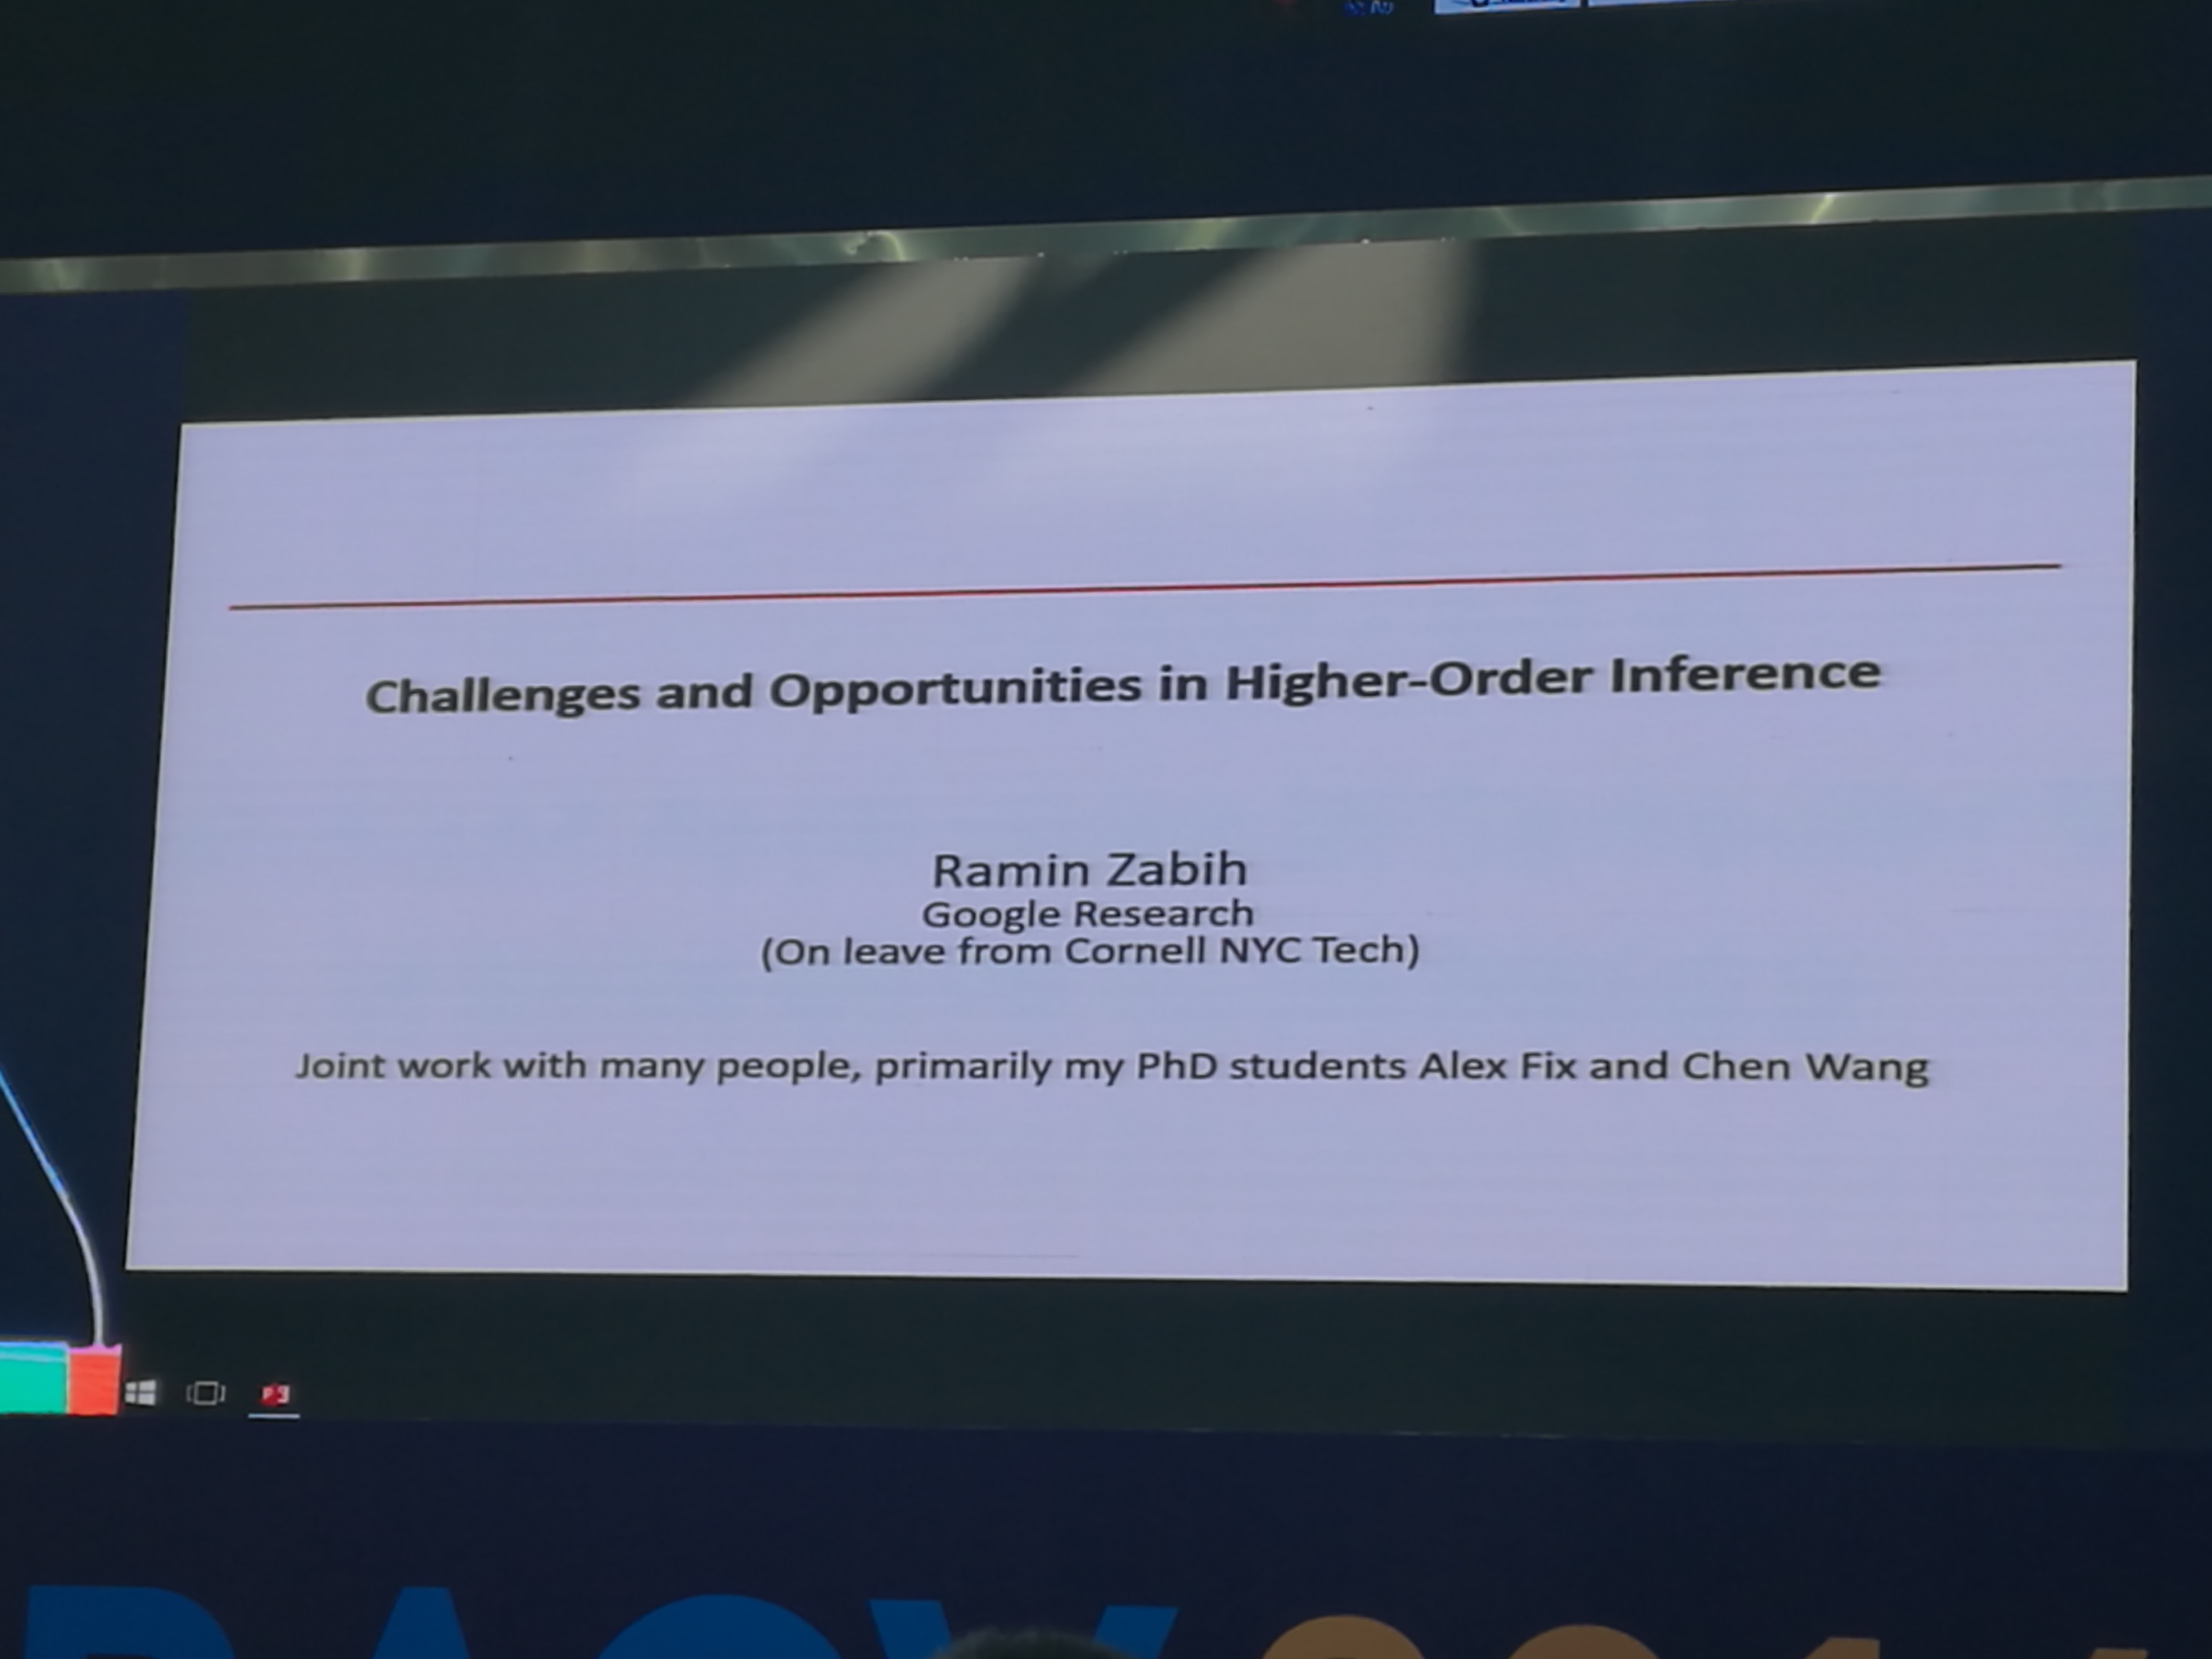 Challenges and Opportunities in Higher-Order Inference
Ramin Zabih
Google Research
(On leave from Cornell NYC Tech)
Joint work with many people, primarily my PhD students Alex Fix and Chen Wang